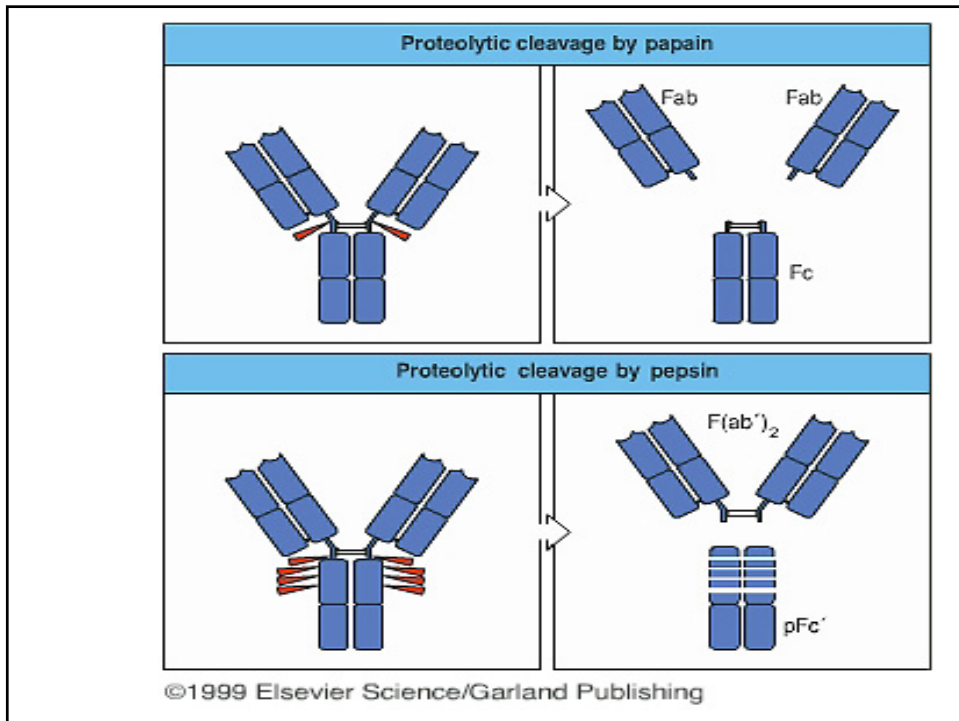 Proteolytic cleavage by papain
Fab
Fab
Fc
Proteolytic cleavage by pepsin
F(ab´)₂
pFc´
©1999 Elsevier Science/Garland Publishing